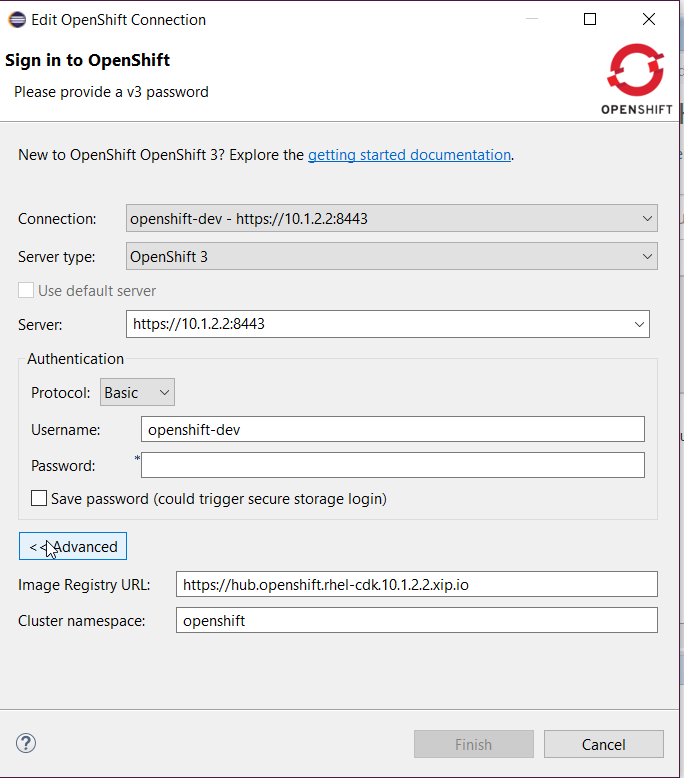 Edit OpenShift Connection
Sign in to OpenShift
Please provide a v3 password
OPENSHIFT
New to OpenShift OpenShift 3? Explore the getting started documentation.
Connection: openshift-dev - https://10.1.2.2:8443
Server type: OpenShift 3
Use default server
Server: https://10.1.2.2:8443
Authentication
Protocol: Basic
Username: openshift-dev
Password: *
Save password (could trigger secure storage login)
<< Advanced
Image Registry URL: https://hub.openshift.rhel-cdk.10.1.2.2.xip.io
Cluster namespace: openshift
? Finish Cancel